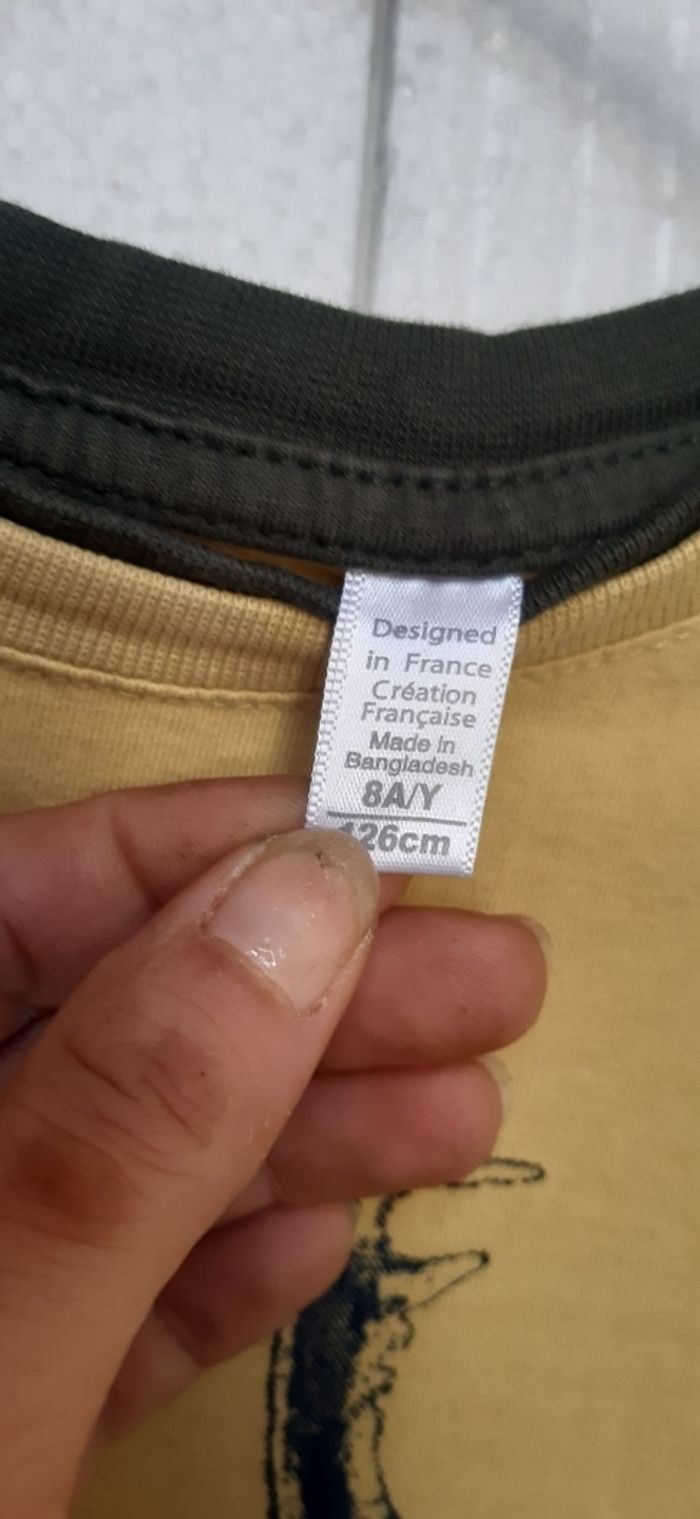 Designed
in France
Création
Française
Made in
Bangladesh
8A/Y
126cm